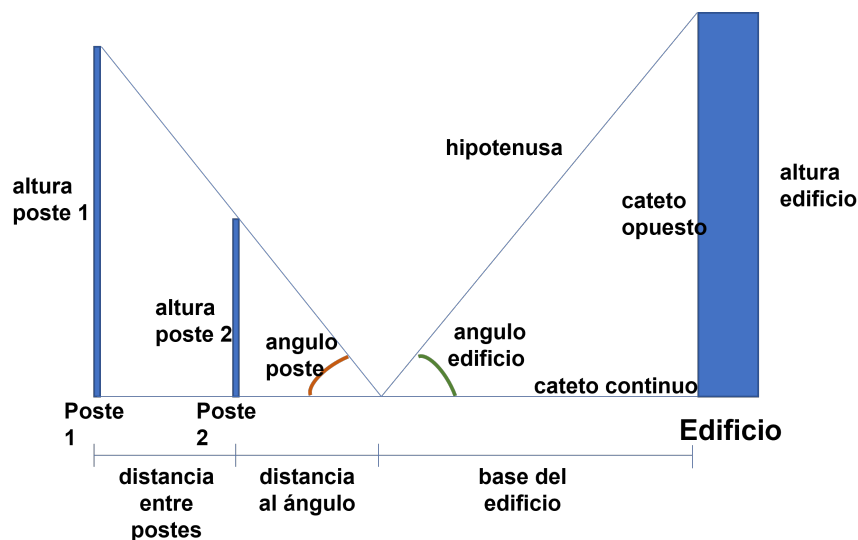 hipotenusa
altura
poste 1
cateto
opuesto
altura
edificio
altura
poste 2
angulo
poste
angulo
edificio
cateto continuo
Poste
1
Poste
2
Edificio
distancia
entre
postes
distancia
al ángulo
base del
edificio